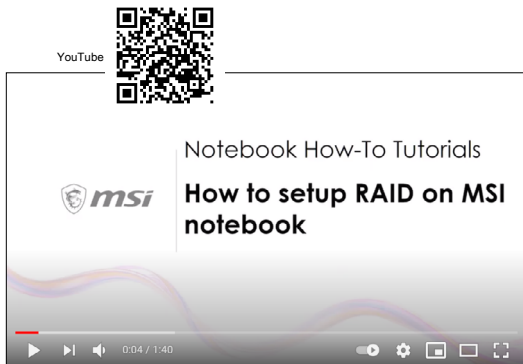 YouTube
Notebook How-To Tutorials
msi
How to setup RAID on MSI
notebook
0:04 / 1:40